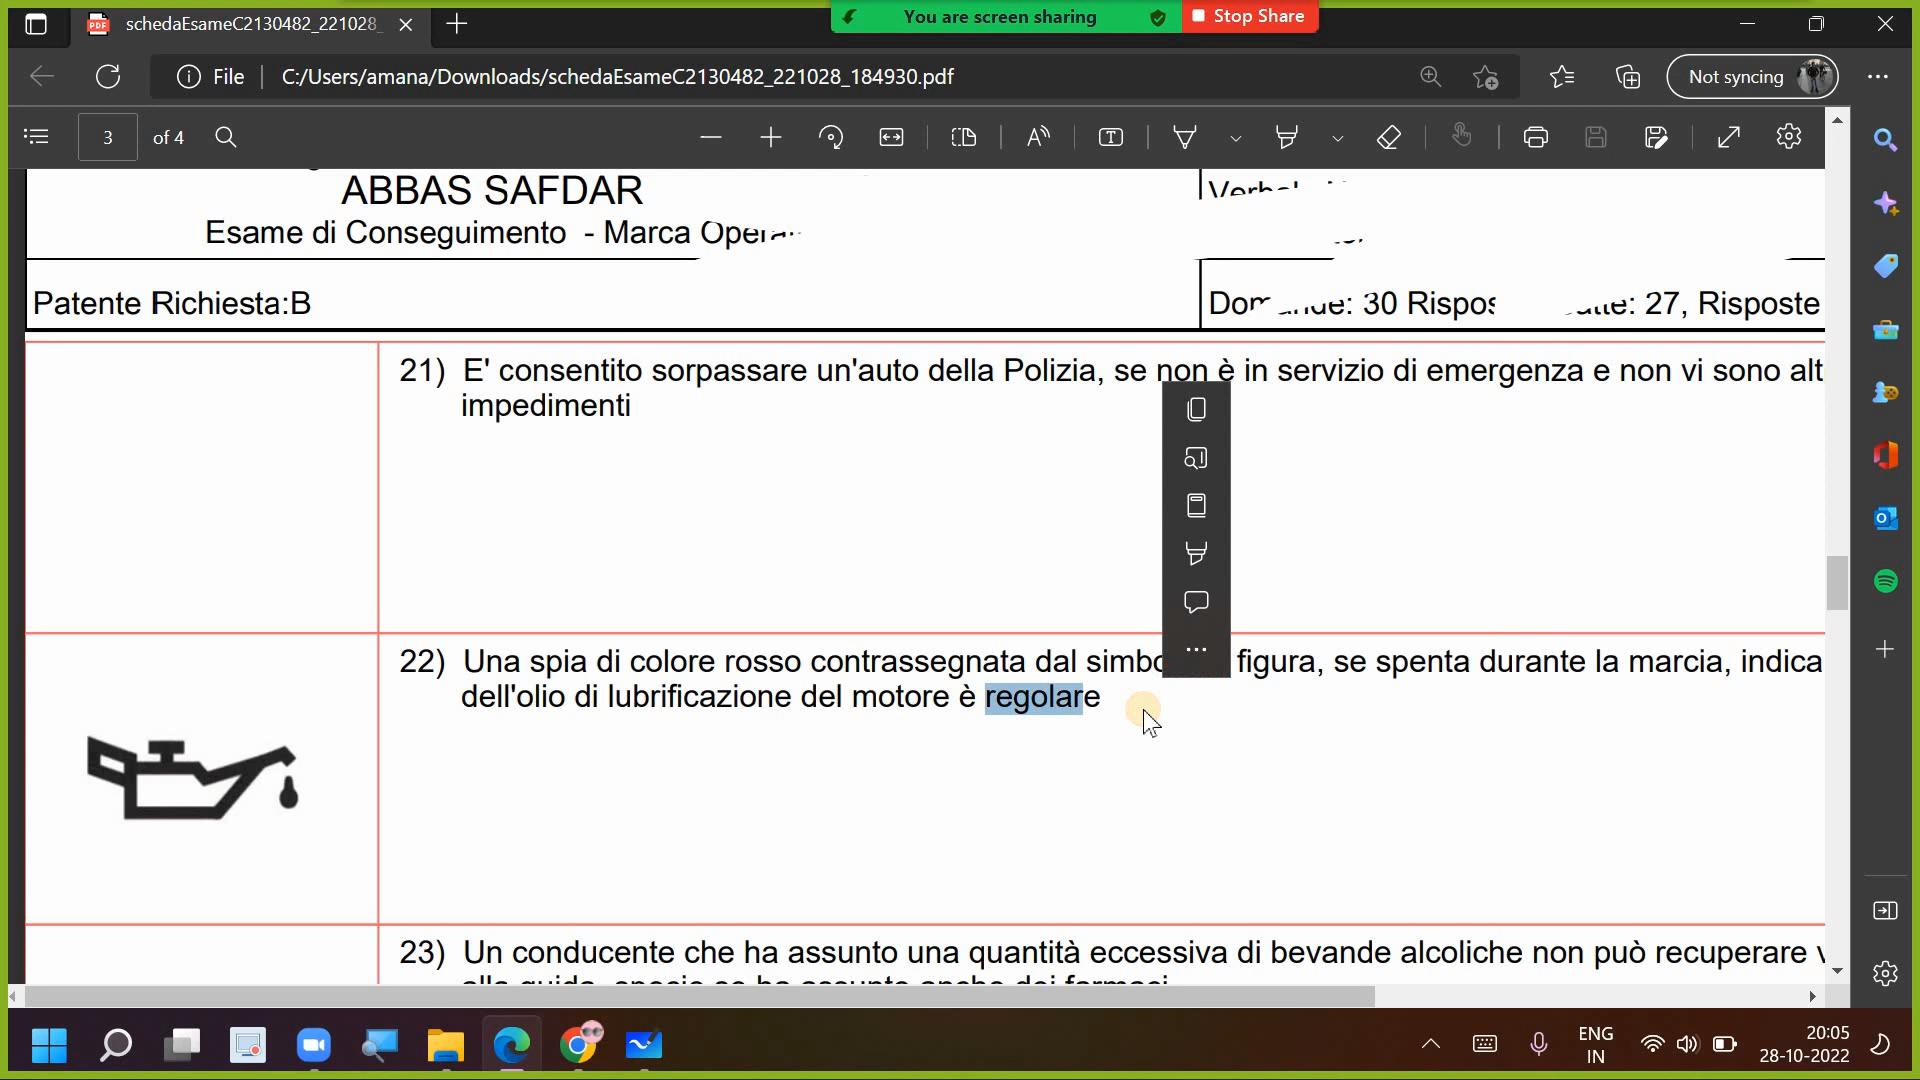 schedaEsameC2130482_221028_
You are screen sharing
Stop Share
File
C:/Users/amana/Downloads/schedaEsameC2130482_221028_184930.pdf
Not syncing
3 of 4
ABBAS SAFDAR
Esame di Conseguimento - Marca
Patente Richiesta:B
30 Rispos 27, Risposte
21) E' consentito sorpassare un'auto della Polizia, se non è in servizio di emergenza e non vi sono alt
impedimenti
22) Una spia di colore rosso contrassegnata dal simbo figura, se spenta durante la marcia, indica
dell'olio di lubrificazione del motore è regolare
23) Un conducente che ha assunto una quantità eccessiva di bevande alcoliche non può recuperare v
ENG
IN
20:05
28-10-2022